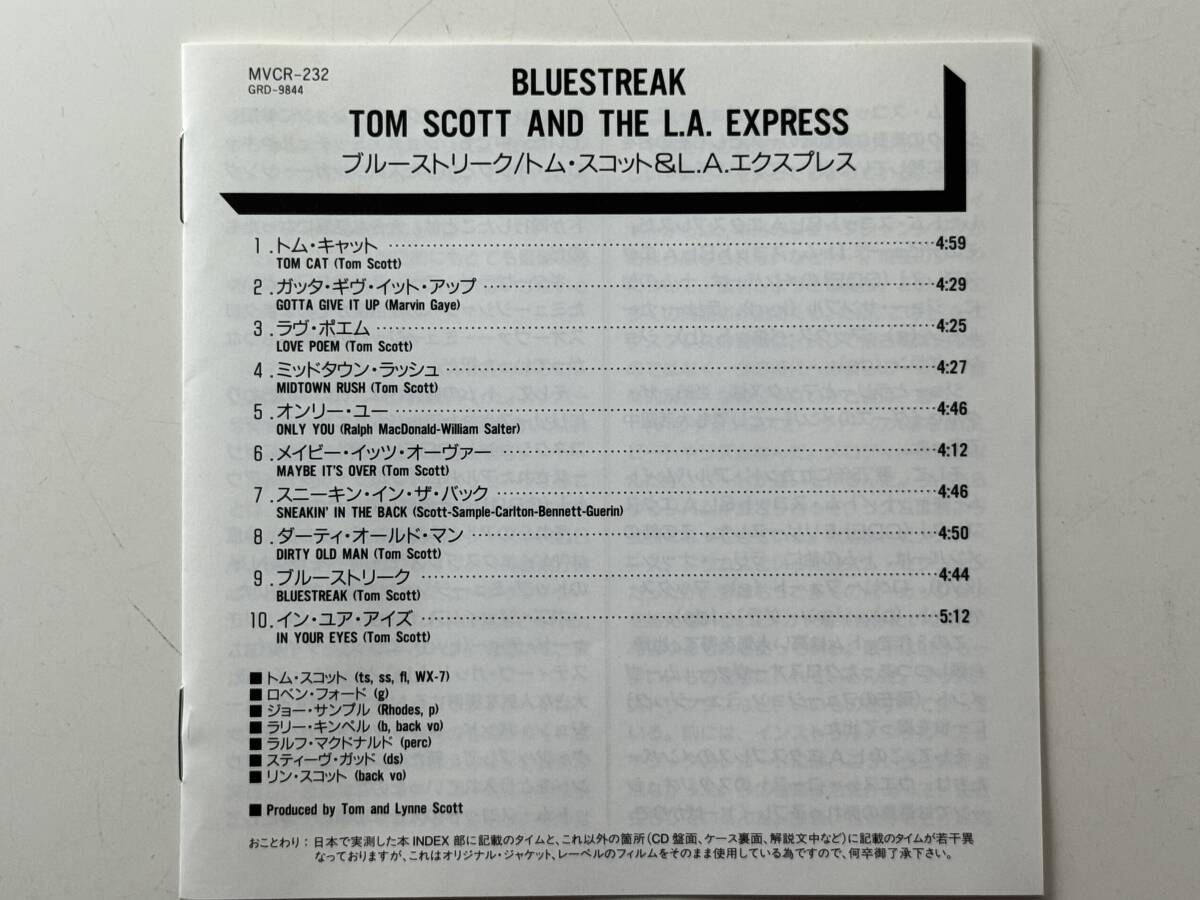 MVCR-232
GRD-9844
BLUESTREAK
TOM SCOTT AND THE L.A. EXPRESS
ブルーストリーク/トム・スコット&L.A.エクスプレス
1.トム・キャット 4:59
TOM CAT (Tom Scott)
2.ガッタ・ギヴ・イット・アップ 4:29
GOTTA GIVE IT UP (Marvin Gaye)
3.ラヴ・ポエム 4:25
LOVE POEM (Tom Scott)
4.ミッドタウン・ラッシュ 4:27
MIDTOWN RUSH (Tom Scott)
5.オンリー・ユー 4:46
ONLY YOU (Ralph MacDonald-William Salter)
6.メイビー・イッツ・オーヴァー 4:12
MAYBE IT'S OVER (Tom Scott)
7.スニーキン・イン・ザ・バック 4:46
SNEAKIN' IN THE BACK (Scott-Sample-Carlton-Bennett-Guerin)
8.ダーティ・オールド・マン 4:50
DIRTY OLD MAN (Tom Scott)
9.ブルーストリーク 4:44
BLUESTREAK (Tom Scott)
10.イン・ユア・アイズ 5:12
IN YOUR EYES (Tom Scott)
■トム・スコット (ts, ss, fl, WX-7)
■ロベン・フォード (g)
■ジョー・サンプル (Rhodes, p)
■ラリー・キンペル (b, back vo)
■ラルフ・マクドナルド (perc)
■スティーヴ・ガッド (ds)
■リン・スコット (back vo)
■Produced by Tom and Lynne Scott
おことわり:日本で実測した本INDEX部に記載のタイムと、これ以外の箇所(CD盤面、ケース裏面、解説文中など)に記載のタイムが若干異
なっておりますが、これはオリジナル・ジャケット、レーベルのフィルムをそのまま使用している為ですので、何卒御了承下さい。